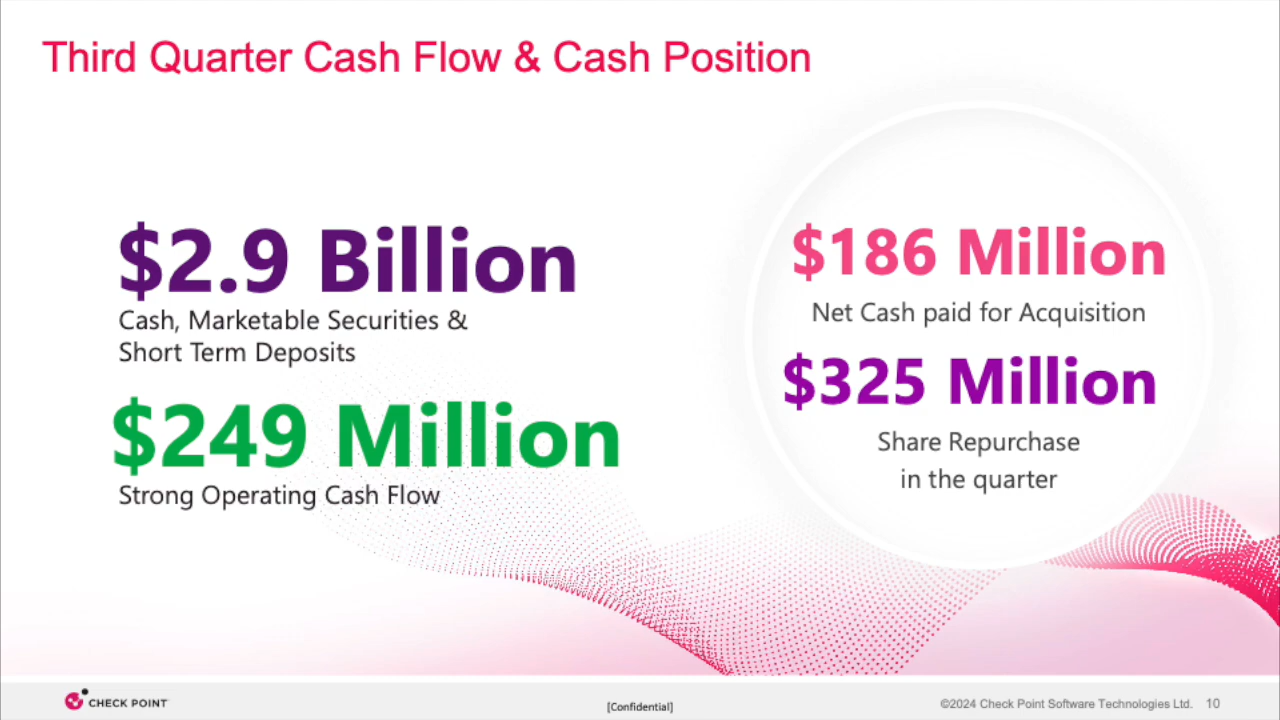 Third Quarter Cash Flow & Cash Position
$2.9 Billion
Cash, Marketable Securities &
Short Term Deposits
$249 Million
Strong Operating Cash Flow
$186 Million
Net Cash paid for Acquisition
$325 Million
Share Repurchase
in the quarter
CHECK POINT
[Confidential]
©2024 Check Point Software Technologies Ltd. 10